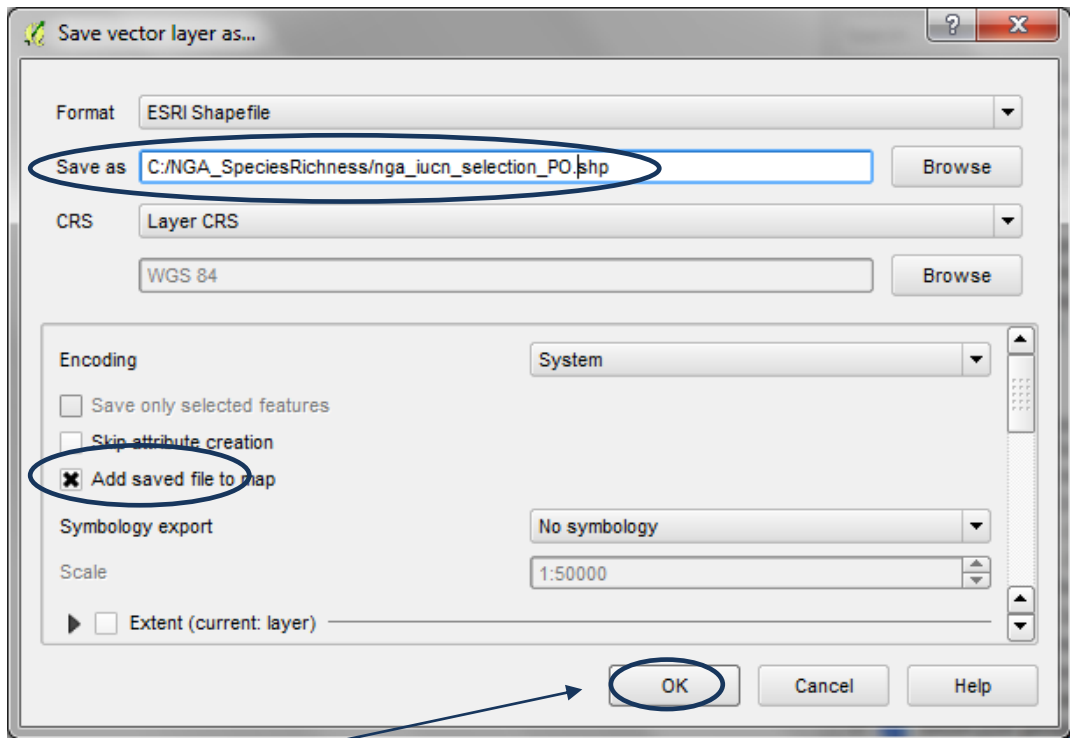 Save vector layer as...
Format ESRI Shapefile
Save as C:/NGA_SpeciesRichness/nga_iucn_selection_PO.shp Browse
CRS Layer CRS
WGS 84 Browse
Encoding System
Save only selected features
Skip attribute creation
Add saved file to map
Symbology export No symbology
Scale 1:50000
Extent (current: layer)
OK Cancel Help